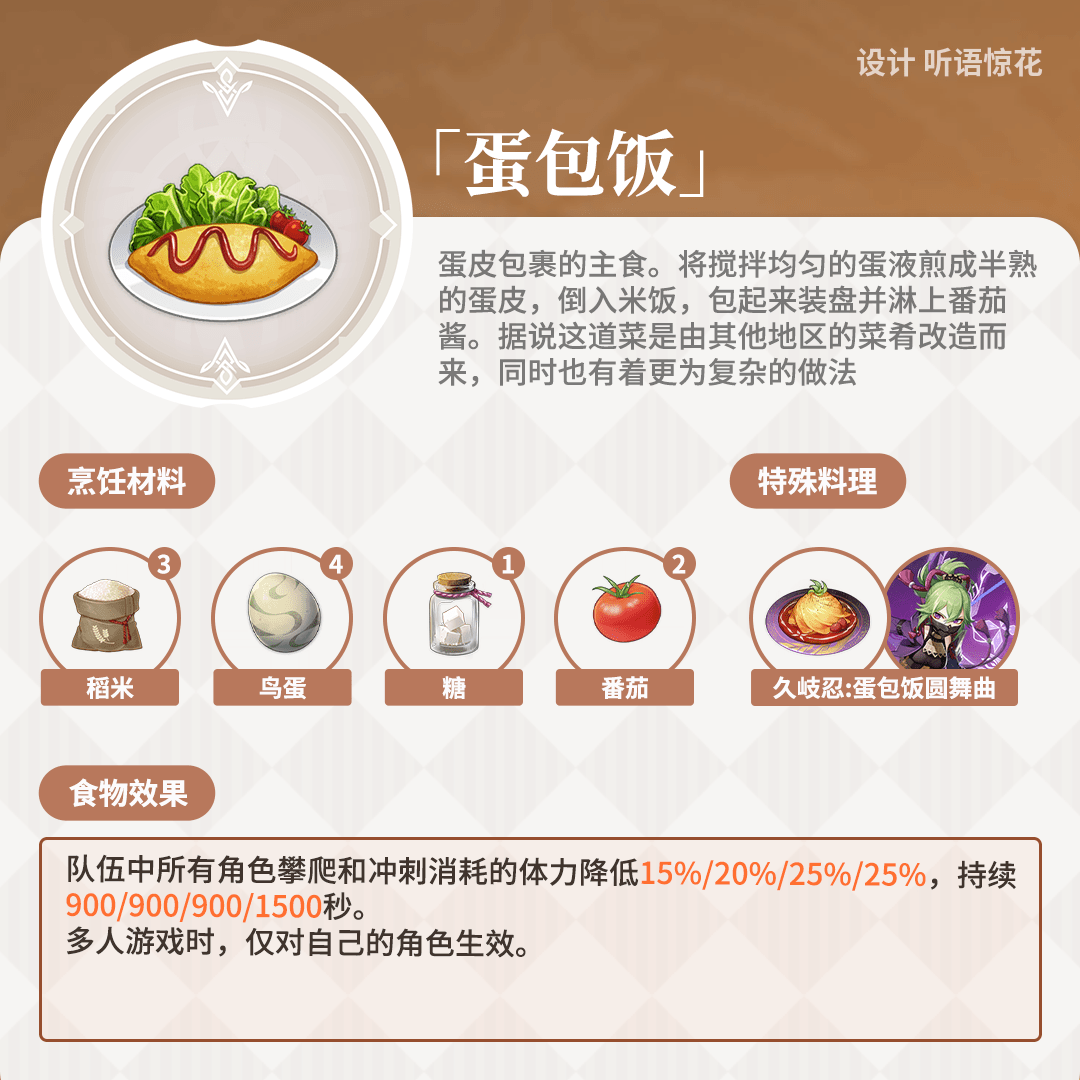 设计 听语惊花
「蛋包饭」
蛋皮包裹的主食。将搅拌均匀的蛋液煎成半熟
的蛋皮，倒入米饭，包起来装盘并淋上番茄
酱。据说这道菜是由其他地区的菜肴改造而
来，同时也有着更为复杂的做法
烹饪材料
特殊料理
3
4
1
2
稻米
鸟蛋
糖
番茄
久岐忍:蛋包饭圆舞曲
食物效果
队伍中所有角色攀爬和冲刺消耗的体力降低15%/20%/25%/25%，持续
900/900/900/1500秒。
多人游戏时，仅对自己的角色生效。